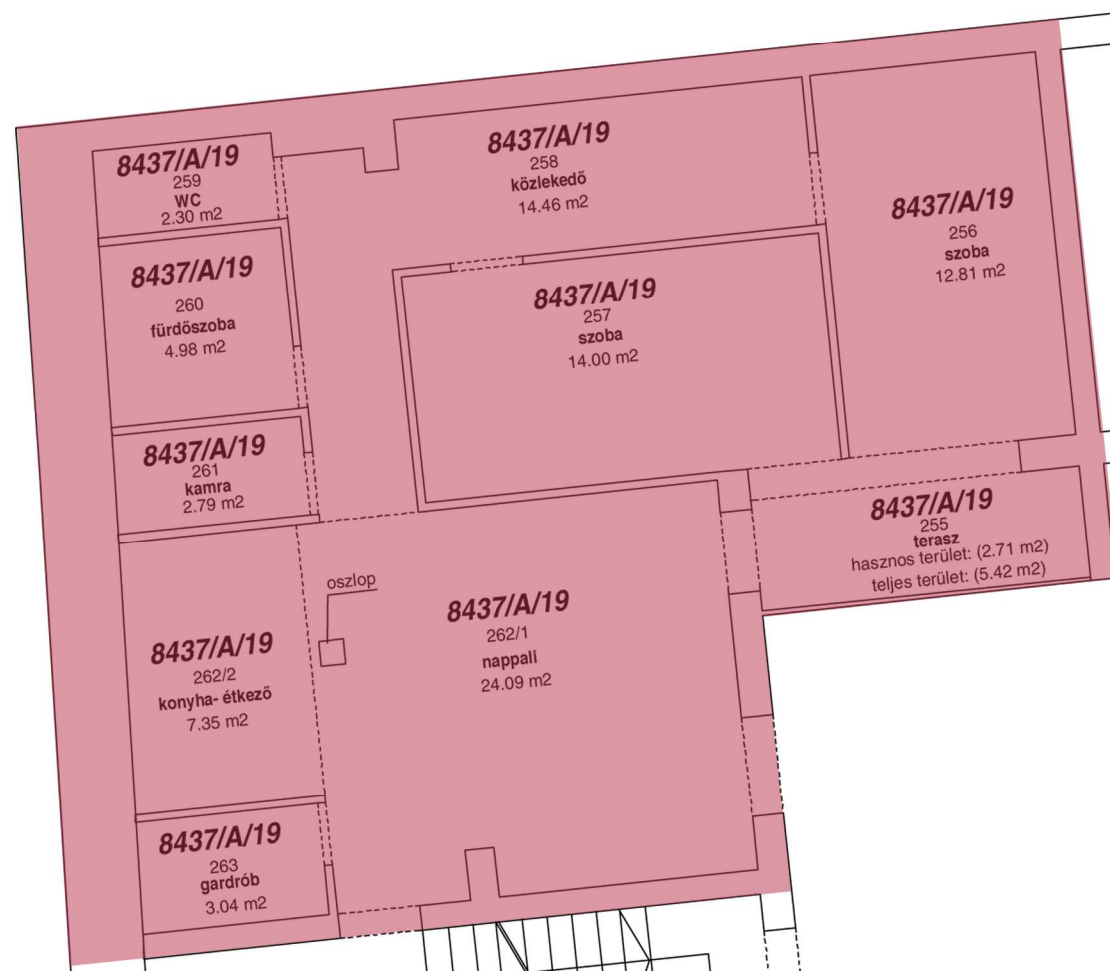 8437/A/19
259
WC
2.30 m2
8437/A/19
258
közlekedő
14.46 m2
8437/A/19
256
szoba
12.81 m2
8437/A/19
260
fürdőszoba
4.98 m2
8437/A/19
257
szoba
14.00 m2
8437/A/19
261
kamra
2.79 m2
8437/A/19
255
terasz
hasznos terület: (2.71 m2)
teljes terület: (5.42 m2)
oszlop
8437/A/19
262/1
nappali
24.09 m2
8437/A/19
262/2
konyha- étkező
7.35 m2
8437/A/19
263
gardrób
3.04 m2